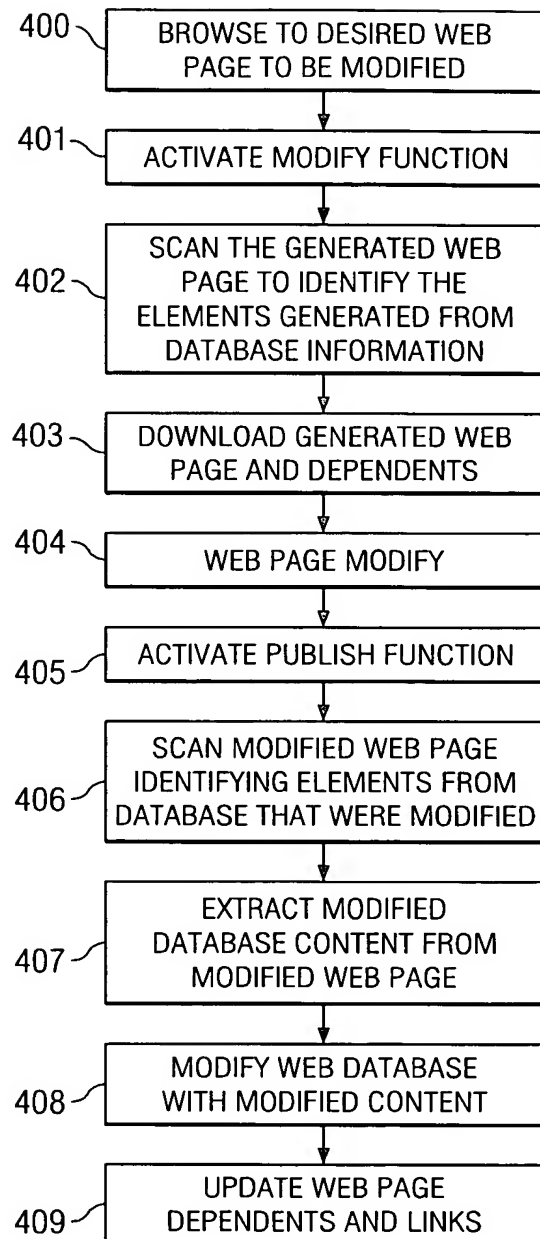 400
BROWSE TO DESIRED WEB
PAGE TO BE MODIFIED
401
ACTIVATE MODIFY FUNCTION
402
SCAN THE GENERATED WEB
PAGE TO IDENTIFY THE
ELEMENTS GENERATED FROM
DATABASE INFORMATION
403
DOWNLOAD GENERATED WEB
PAGE AND DEPENDENTS
404
WEB PAGE MODIFY
405
ACTIVATE PUBLISH FUNCTION
406
SCAN MODIFIED WEB PAGE
IDENTIFYING ELEMENTS FROM
DATABASE THAT WERE MODIFIED
407
EXTRACT MODIFIED
DATABASE CONTENT FROM
MODIFIED WEB PAGE
408
MODIFY WEB DATABASE
WITH MODIFIED CONTENT
409
UPDATE WEB PAGE
DEPENDENTS AND LINKS